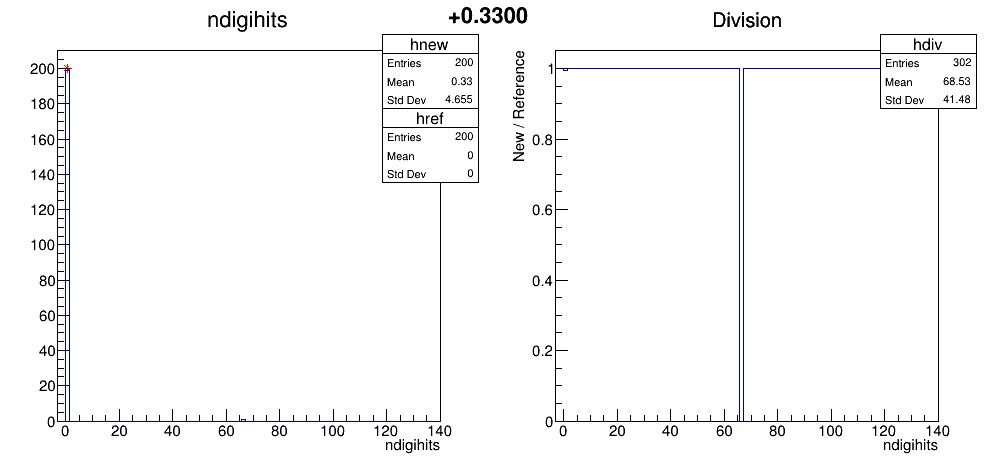 ndigihits
+0.3300
Division
hnew
Entries 200
Mean 0.33
Std Dev 4.655
href
Entries 200
Mean 0
Std Dev 0
200
180
160
140
120
100
80
60
40
20
0
0 20 40 60 80 100 120 140
ndigihits
hdiv
Entries 302
Mean 68.53
Std Dev 41.48
New / Reference
1
0.8
0.6
0.4
0.2
0
0 20 40 60 80 100 120 140
ndigihits